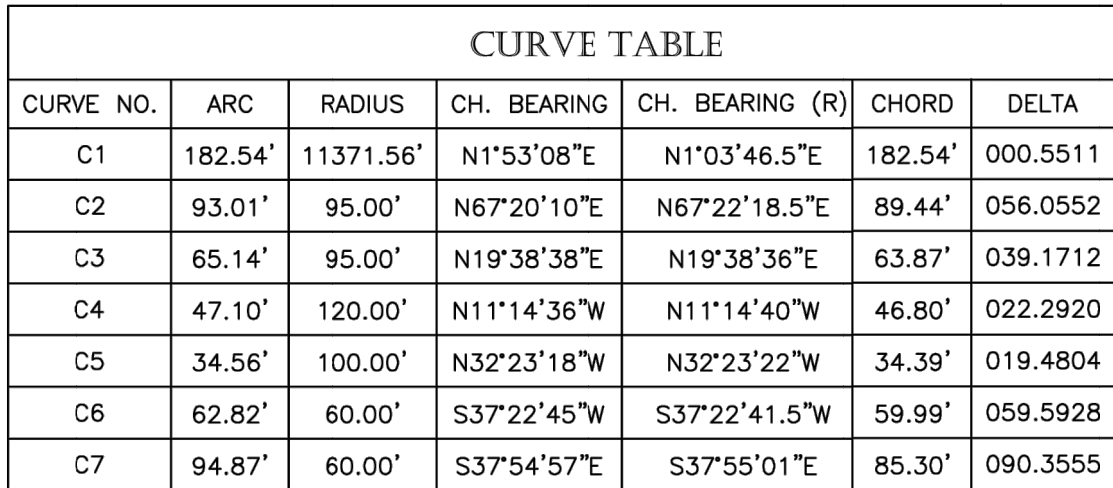 CURVE TABLE
CURVE NO. ARC RADIUS CH. BEARING CH. BEARING (R) CHORD DELTA
C1 182.54' 11371.56' N1°53'08"E N1°03'46.5"E 182.54' 000.5511
C2 93.01' 95.00' N67°20'10"E N67°22'18.5"E 89.44' 056.0552
C3 65.14' 95.00' N19°38'38"E N19°38'36"E 63.87' 039.1712
C4 47.10' 120.00' N11°14'36"W N11°14'40"W 46.80' 022.2920
C5 34.56' 100.00' N32°23'18"W N32°23'22"W 34.39' 019.4804
C6 62.82' 60.00' S37°22'45"W S37°22'41.5"W 59.99' 059.5928
C7 94.87' 60.00' S37°54'57"E S37°55'01"E 85.30' 090.3555